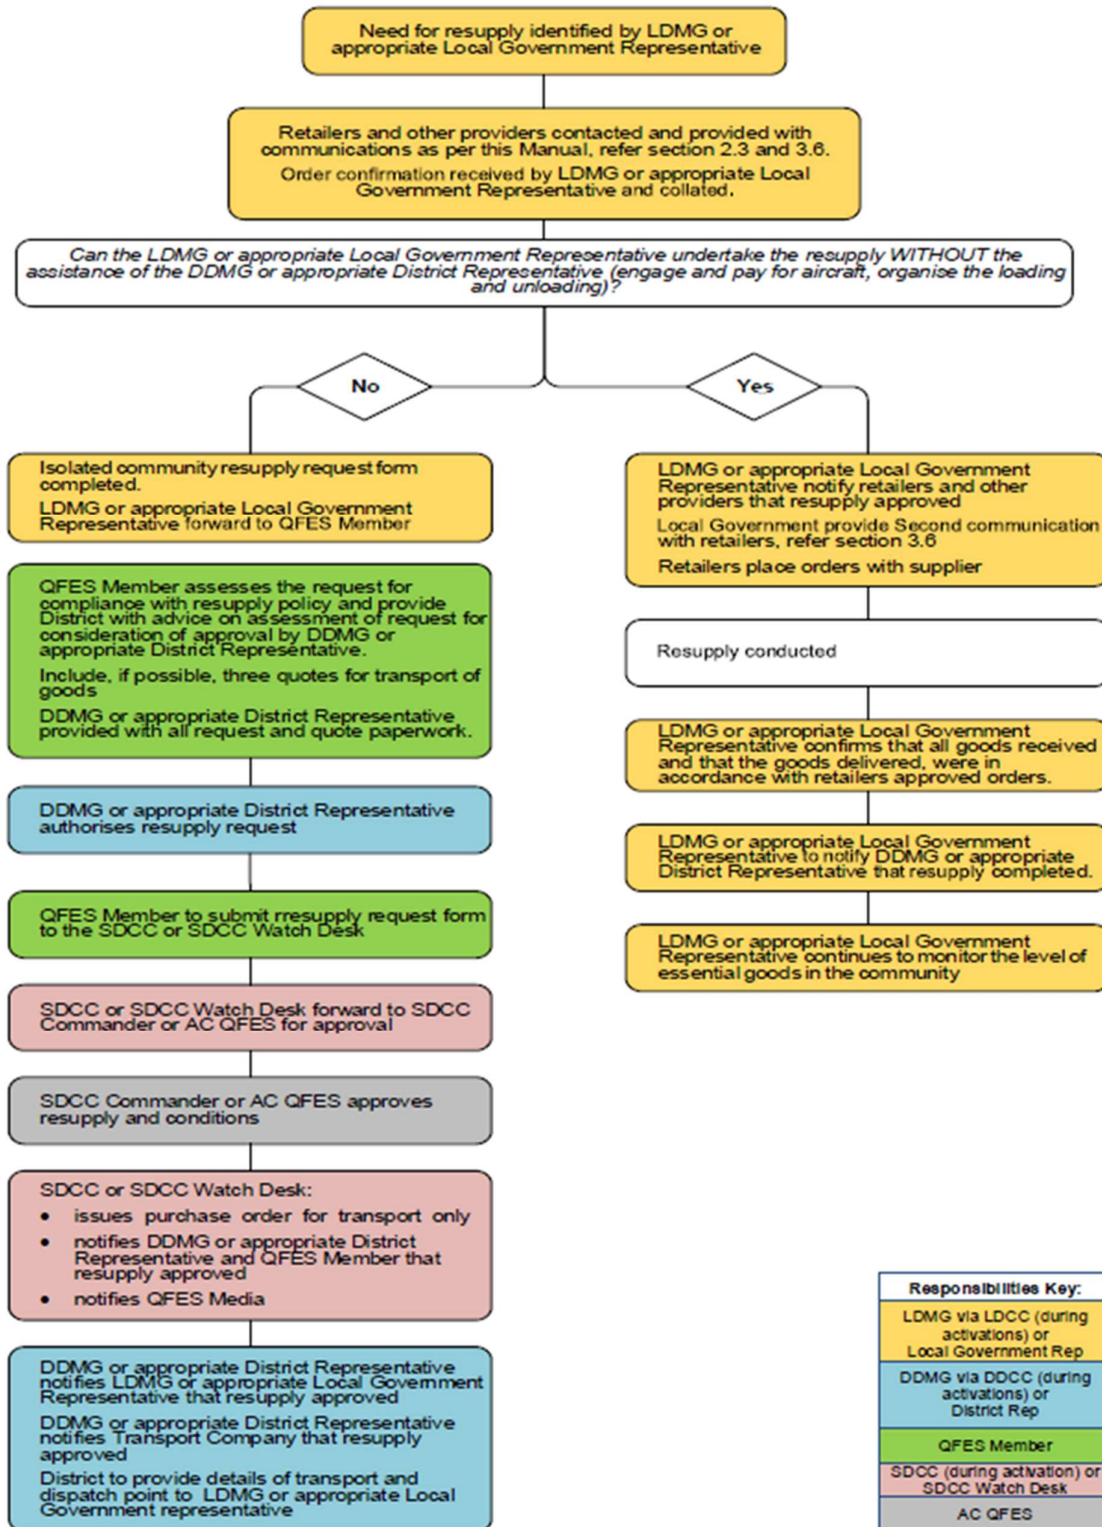 Need for resupply identified by LDMG or
appropriate Local Government Representative
Retailers and other providers contacted and provided with
communications as per this Manual, refer section 2.3 and 3.6.
Order confirmation received by LDMG or appropriate Local
Government Representative and collated.
Can the LDMG or appropriate Local Government Representative undertake the resupply WITHOUT the
assistance of the DDMG or appropriate District Representative (engage and pay for aircraft, organise the loading
and unloading)?
No
Yes
Isolated community resupply request form
completed.
LDMG or appropriate Local Government
Representative forward to QFES Member
QFES Member assesses the request for
compliance with resupply policy and provide
District with advice on assessment of request for
consideration of approval by DDMG or
appropriate District Representative.
Include, if possible, three quotes for transport of
goods
DDMG or appropriate District Representative
provided with all request and quote paperwork.
DDMG or appropriate District Representative
authorises resupply request
QFES Member to submit rresupply request form
to the SDCC or SDCC Watch Desk
SDCC or SDCC Watch Desk forward to SDCC
Commander or AC QFES for approval
SDCC Commander or AC QFES approves
resupply and conditions
SDCC or SDCC Watch Desk:
• issues purchase order for transport only
• notifies DDMG or appropriate District
Representative and QFES Member that
resupply approved
• notifies QFES Media
DDMG or appropriate District Representative
notifies LDMG or appropriate Local Government
Representative that resupply approved
DDMG or appropriate District Representative
notifies Transport Company that resupply
approved
District to provide details of transport and
dispatch point to LDMG or appropriate Local
Government representative
LDMG or appropriate Local Government
Representative notify retailers and other
providers that resupply approved
Local Government provide Second communication
with retailers, refer section 3.6
Retailers place orders with supplier
Resupply conducted
LDMG or appropriate Local Government
Representative confirms that all goods received
and that the goods delivered, were in
accordance with retailers approved orders.
LDMG or appropriate Local Government
Representative to notify DDMG or appropriate
District Representative that resupply completed.
LDMG or appropriate Local Government
Representative continues to monitor the level of
essential goods in the community
Responsibilities Key:
LDMG via LDCC (during
activations) or
Local Government Rep
DDMG via DDCC (during
activations) or
District Rep
QFES Member
SDCC (during activation) or
SDCC Watch Desk
AC QFES